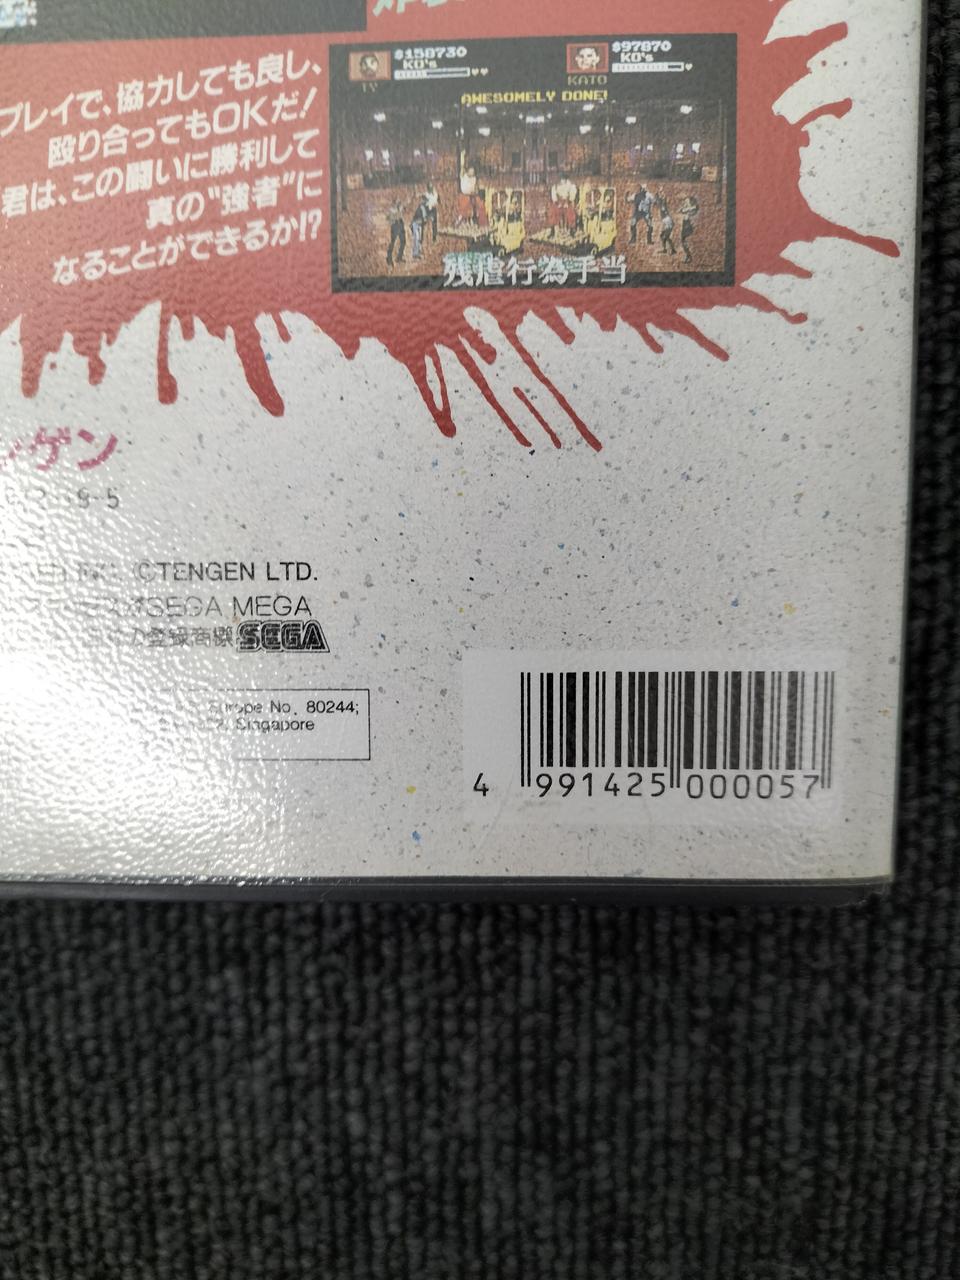 プレイで、協力しても良し、
殴り合ってもOKだ!
君は、この闘いに勝利して
真の"強者"に
なることができるか!?
$158730
KO's
TY
$97870
KO's
KATO
AWESOMELY DONE!
残虐行為手当
ンゲン
8-5
©TENGEN LTD.
SEGA MEGA
の登録商標 SEGA
Europe No. 80244;
Singapore
4 991425 000057